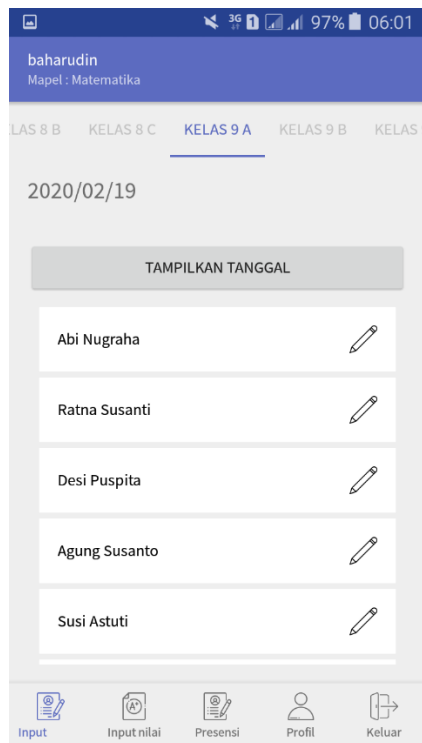 3G 1 97% 06:01
baharudin
Mapel : Matematika
LAS 8 B KELAS 8 C KELAS 9 A KELAS 9 B KELAS
2020/02/19
TAMPILKAN TANGGAL
Abi Nugraha
Ratna Susanti
Desi Puspita
Agung Susanto
Susi Astuti
Input Input nilai Presensi Profil Keluar